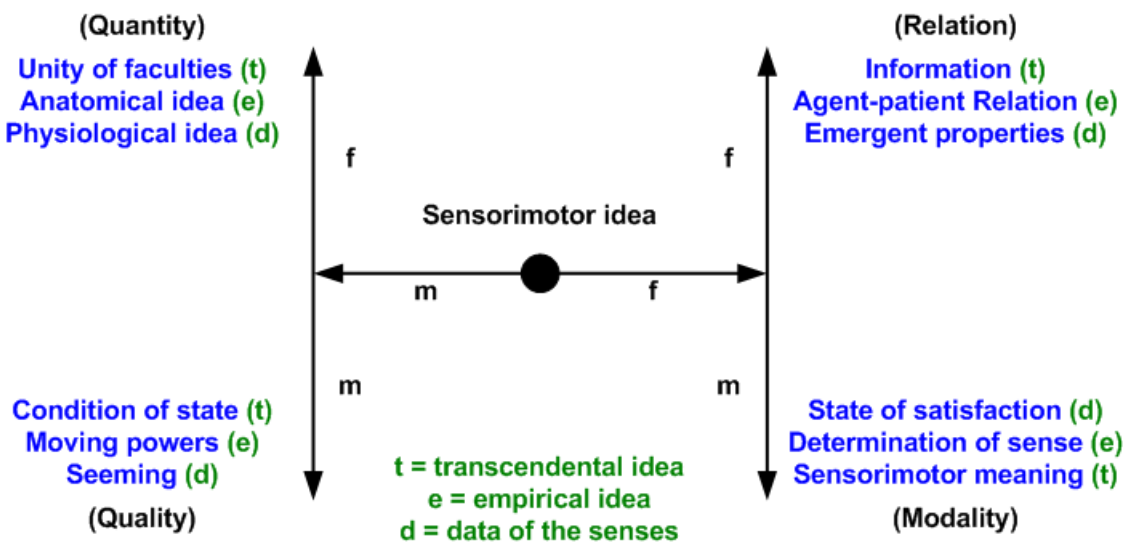 (Quantity)
Unity of faculties (t)
Anatomical idea (e)
Physiological idea (d)
f
(Relation)
Information (t)
Agent-patient Relation (e)
Emergent properties (d)
f
Sensorimotor idea
m
f
m
m
Condition of state (t)
Moving powers (e)
Seeming (d)
(Quality)
t = transcendental idea
e = empirical idea
d = data of the senses
State of satisfaction (d)
Determination of sense (e)
Sensorimotor meaning (t)
(Modality)